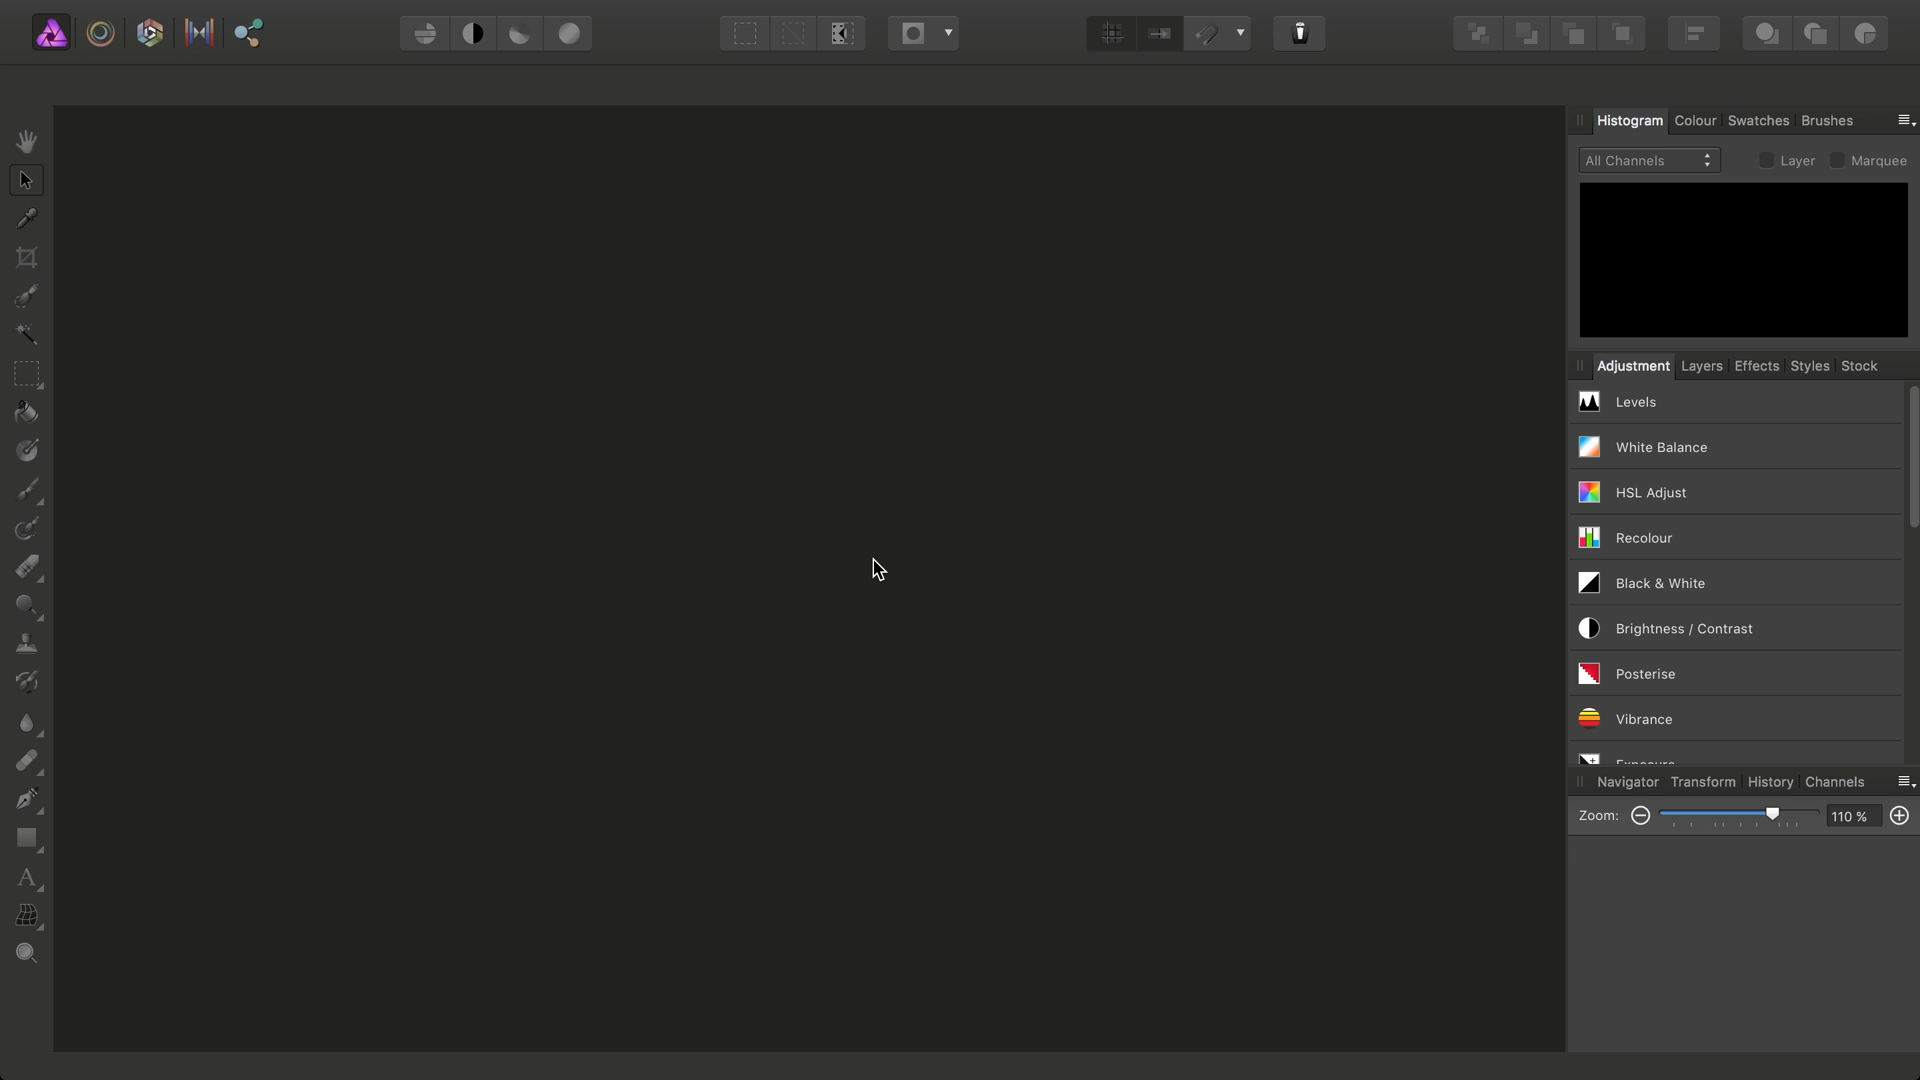 Histogram Colour Swatches Brushes
All Channels Layer Marquee
Adjustment Layers Effects Styles Stock
Levels
White Balance
HSL Adjust
Recolour
Black & White
Brightness / Contrast
Posterise
Vibrance
Exposure
Navigator Transform History Channels
Zoom: 110 %